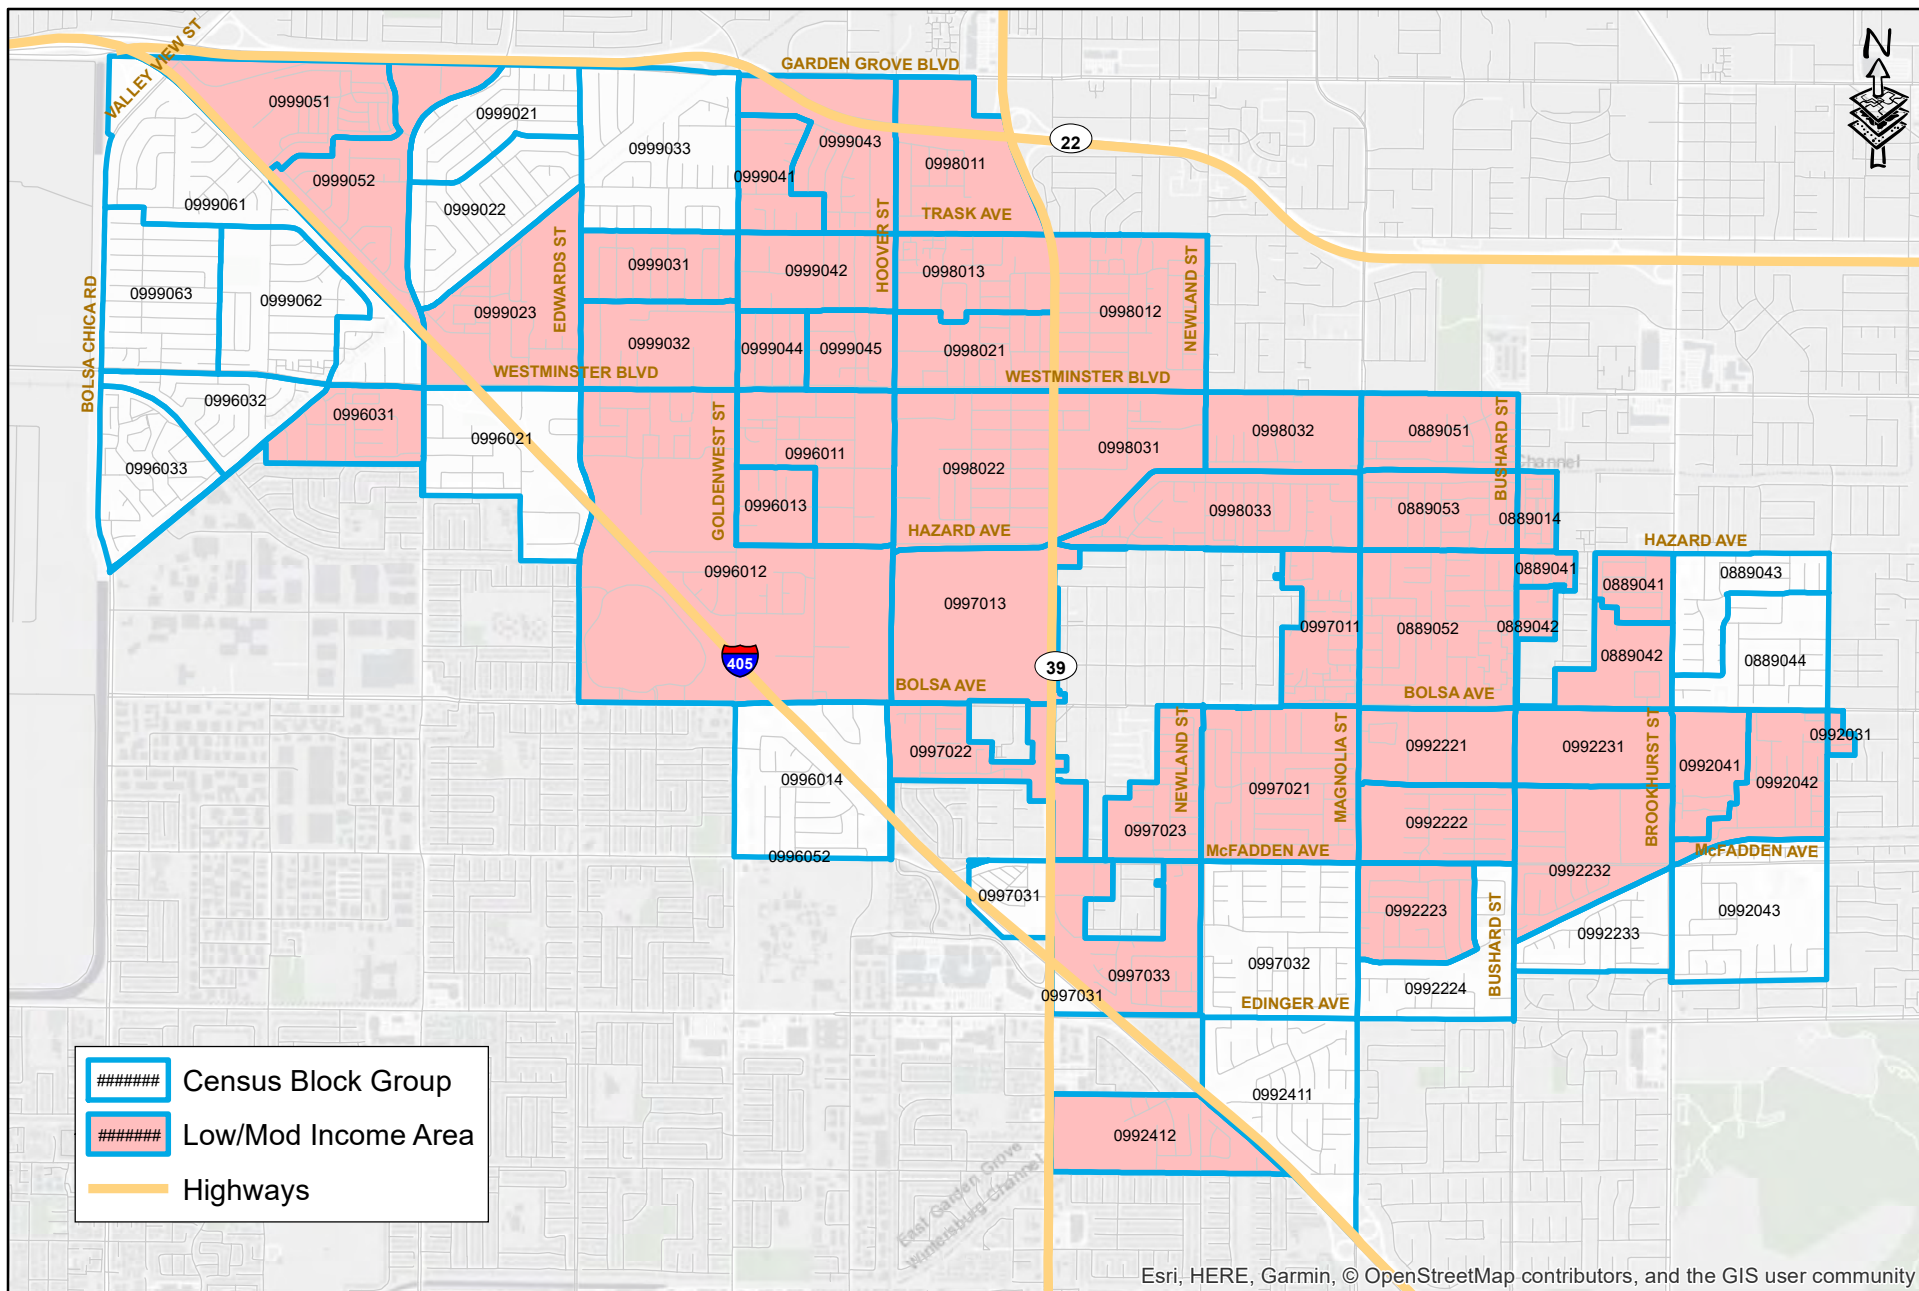 N
VALLEY VIEW ST
GARDEN GROVE BLVD
0999051
0999021
0999033
0999043
22
0998011
0999041
0999052
0999061
0999022
HOOVER ST
TRASK AVE
EDWARDS ST
0999031
0999042
0998013
NEWLAND ST
0999063
0999062
0999023
0998012
BOLSA CHICA RD
0999032
0999044
0999045
0998021
WESTMINSTER BLVD
WESTMINSTER BLVD
0996032
0996031
0996021
GOLDENWEST ST
0996011
0998022
0998031
0998032
0889051
BUSHARD ST
Channel
0996033
0996013
HAZARD AVE
0998033
0889053
0889014
HAZARD AVE
0996012
0997013
0889041
0889041
0889043
0997011
0889052
0889042
0889042
0889044
405
39
BOLSA AVE
BOLSA AVE
0997022
NEWLAND ST
MAGNOLIA ST
0992221
0992231
BROOKHURST ST
0992041
0992042
0992031
0996014
0997021
0997023
0992222
0996052
McFADDEN AVE
McFADDEN AVE
0992232
0997031
0992223
BUSHARD ST
0992043
0992233
0997033
0997032
0992224
0997031
EDINGER AVE
0992411
0992412
East Garden Grove
Wintersburg Channel
####### Census Block Group
####### Low/Mod Income Area
Highways
Esri, HERE, Garmin, © OpenStreetMap contributors, and the GIS user community